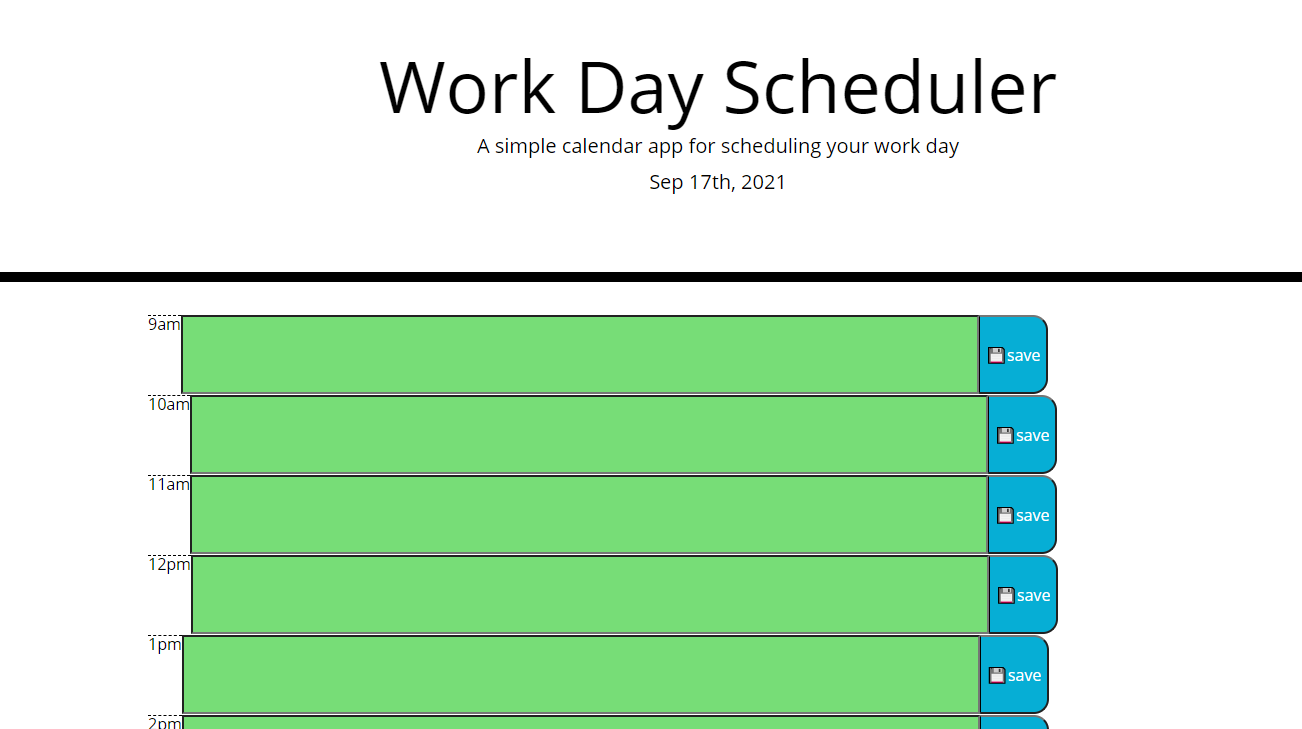 Work Day Scheduler
A simple calendar app for scheduling your work day
Sep 17th, 2021
9am
save
10am
save
11am
save
12pm
save
1pm
save
2pm